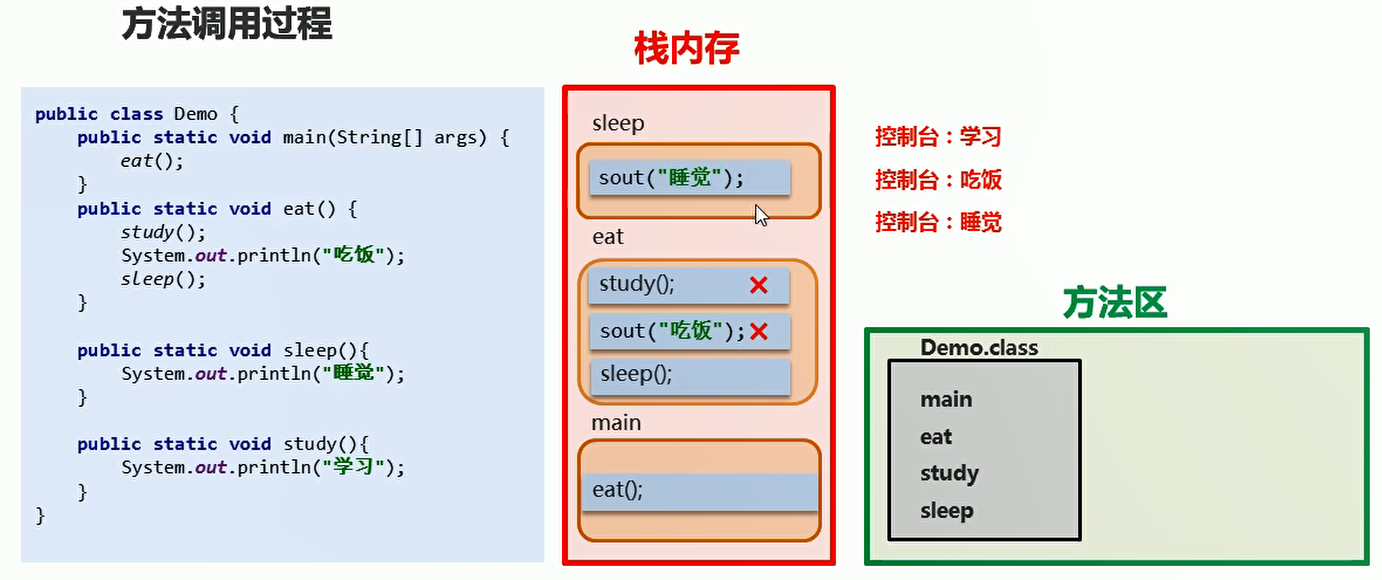 方法调用过程
public class Demo {
    public static void main(String[] args) {
        eat();
    }
    public static void eat() {
        study();
        System.out.println("吃饭");
        sleep();
    }
    public static void sleep(){
        System.out.println("睡觉");
    }
    public static void study(){
        System.out.println("学习");
    }
}
栈内存
sleep
sout("睡觉");
eat
study();
sout("吃饭");
sleep();
main
eat();
控制台：学习
控制台：吃饭
控制台：睡觉
方法区
Demo.class
main
eat
study
sleep